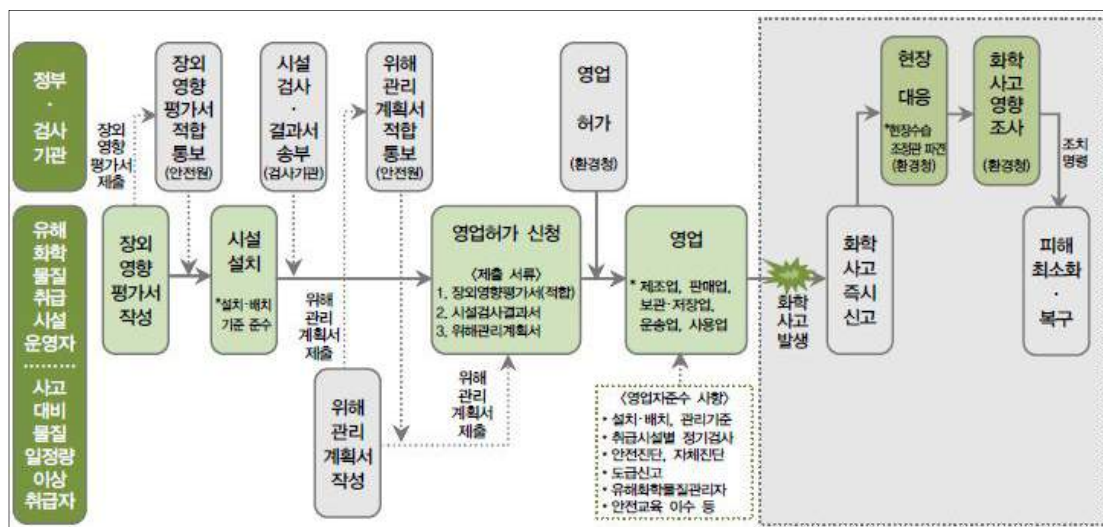 정부
·
검사
기관
장외
영향
평가서
제출
장외
영향
평가서
적합
통보
(안전원)
시설
검사
·
결과서
송부
(검사기관)
위해
관리
계획서
적합
통보
(안전원)
영업
허가
(환경청)
현장
대응
*현장수습
조정관 파견
(환경청)
화학
사고
영향
조사
(환경청)
조치
명령
유해
화학
물질
취급
시설
운영자
사고
대비
물질
일정량
이상
취급자
장외
영향
평가서
작성
시설
설치
*설치·배치
기준 준수
위해
관리
계획서
제출
위해
관리
계획서
작성
영업허가 신청
<제출 서류>
1. 장외영향평가서(적합)
2. 시설검사결과서
3. 위해관리계획서
위해
관리
계획서
제출
영업
* 제조업, 판매업,
보관·저장업,
운송업, 사용업
<영업자준수 사항>
* 설치·배치, 관리기준
* 취급시설별 정기검사
* 안전진단, 자체진단
* 도급신고
* 유해화학물질관리자
* 안전교육 이수 등
화학
사고
발생
화학
사고
즉시
신고
피해
최소화
·
복구